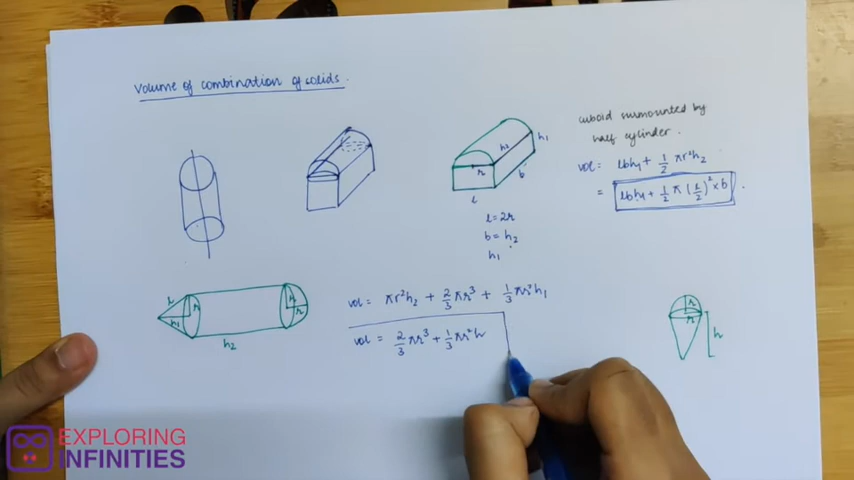 Volume of combination of solids.
cuboid surmounted by
half cylinder.
vol = lbh₁ + 1/2 πr²h₂
= lbh₁ + 1/2 π (l/2)² × b .
h₁
h₂
r
b
l
l = 2r
b = h₂
h₁
l
r
h₁
h₂
r
r
vol = πr²h₂ + 2/3 πr³ + 1/3 πr²h₁
vol = 2/3 πr³ + 1/3 πr²h
r
r
h
EXPLORING
INFINITIES